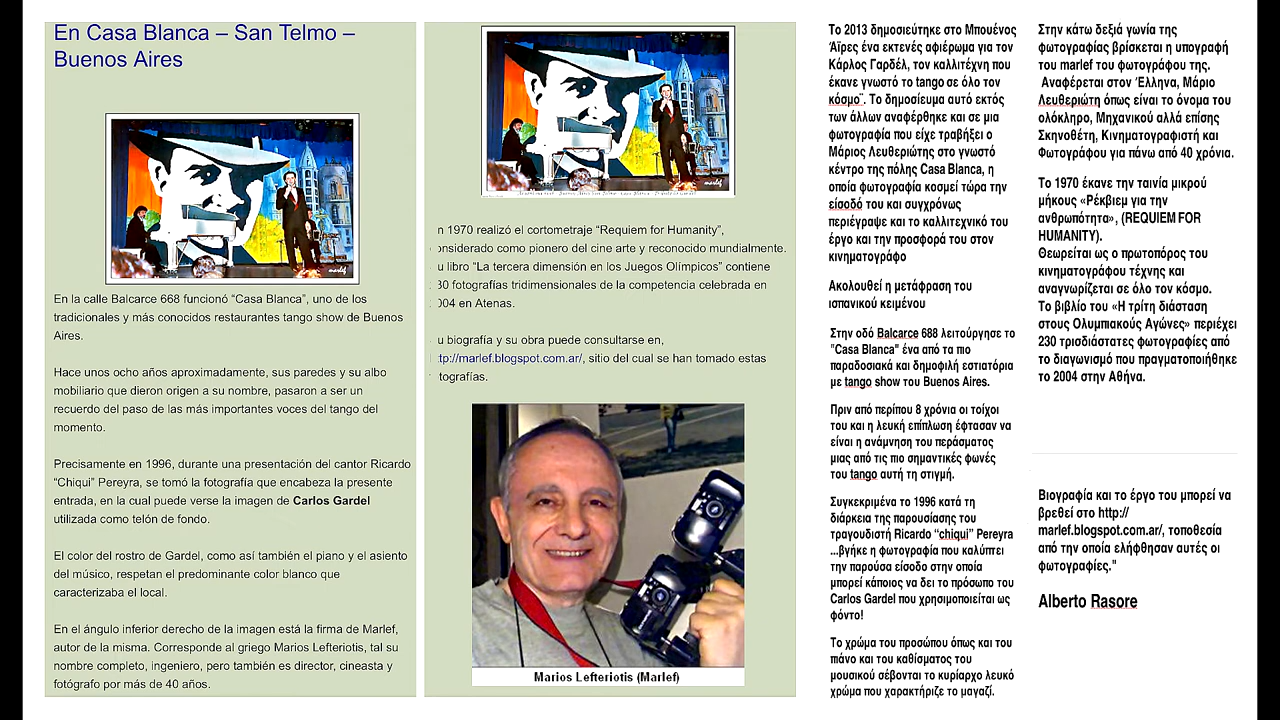 En Casa Blanca – San Telmo –
Buenos Aires
marlef
En la calle Balcarce 668 funcionó “Casa Blanca”, uno de los
tradicionales y más conocidos restaurantes tango show de Buenos
Aires.
Hace unos ocho años aproximadamente, sus paredes y su albo
mobiliario que dieron origen a su nombre, pasaron a ser un
recuerdo del paso de las más importantes voces del tango del
momento.
Precisamente en 1996, durante una presentación del cantor Ricardo
“Chiqui” Pereyra, se tomó la fotografía que encabeza la presente
entrada, en la cual puede verse la imagen de Carlos Gardel
utilizada como telón de fondo.
El color del rostro de Gardel, como así también el piano y el asiento
del músico, respetan el predominante color blanco que
caracterizaba el local.
En el ángulo inferior derecho de la imagen está la firma de Marlef,
autor de la misma. Corresponde al griego Marios Lefteriotis, tal su
nombre completo, ingeniero, pero también es director, cineasta y
fotógrafo por más de 40 años.
marlef
n 1970 realizó el cortometraje “Requiem for Humanity”,
onsiderado como pionero del cine arte y reconocido mundialmente.
u libro “La tercera dimensión en los Juegos Olímpicos” contiene
30 fotografías tridimensionales de la competencia celebrada en
004 en Atenas.
u biografía y su obra puede consultarse en,
ttp://marlef.blogspot.com.ar/, sitio del cual se han tomado estas
tografías.
Marios Lefteriotis (Marlef)
Το 2013 δημοσιεύτηκε στο Μπουένος
Άϊρες ένα εκτενές αφιέρωμα για τον
Κάρλος Γαρδέλ, τον καλλιτέχνη που
έκανε γνωστό το tango σε όλο τον
κόσμο¨. Το δημοσίευμα αυτό εκτός
των άλλων αναφέρθηκε και σε μια
φωτογραφία που είχε τραβήξει ο
Μάριος Λευθεριώτης στο γνωστό
κέντρο της πόλης Casa Blanca, η
οποία φωτογραφία κοσμεί τώρα την
είσοδό του και συγχρόνως
περιέγραψε και το καλλιτεχνικό του
έργο και την προσφορά του στον
κινηματογράφο
Ακολουθεί η μετάφραση του
ισπανικού κειμένου
Στην οδό Balcarce 688 λειτούργησε το
"Casa Blanca" ένα από τα πιο
παραδοσιακά και δημοφιλή εστιατόρια
με tango show του Buenos Aires.
Πριν από περίπου 8 χρόνια οι τοίχοι
του και η λευκή επίπλωση έφτασαν να
είναι η ανάμνηση του περάσματος
μιας από τις πιο σημαντικές φωνές
του tango αυτή τη στιγμή.
Συγκεκριμένα το 1996 κατά τη
διάρκεια της παρουσίασης του
τραγουδιστή Ricardo “chiqui” Pereyra
...βγήκε η φωτογραφία που καλύπτει
την παρούσα είσοδο στην οποία
μπορεί κάποιος να δει το πρόσωπο του
Carlos Gardel που χρησιμοποιείται ως
φόντο!
Το χρώμα του προσώπου όπως και του
πιάνο και του καθίσματος του
μουσικού σέβονται το κυρίαρχο λευκό
χρώμα που χαρακτήριζε το μαγαζί.
Στην κάτω δεξιά γωνία της
φωτογραφίας βρίσκεται η υπογραφή
του marlef του φωτογράφου της.
Αναφέρεται στον Έλληνα, Μάριο
Λευθεριώτη όπως είναι το όνομα του
ολόκληρο, Μηχανικού αλλά επίσης
Σκηνοθέτη, Κινηματογραφιστή και
Φωτογράφου για πάνω από 40 χρόνια.
Το 1970 έκανε την ταινία μικρού
μήκους «Ρέκβιεμ για την
ανθρωπότητα», (REQUIEM FOR
HUMANITY).
Θεωρείται ως ο πρωτοπόρος του
κινηματογράφου τέχνης και
αναγνωρίζεται σε όλο τον κόσμο.
Το βιβλίο του «Η τρίτη διάσταση
στους Ολυμπιακούς Αγώνες» περιέχει
230 τρισδιάστατες φωτογραφίες από
το διαγωνισμό που πραγματοποιήθηκε
το 2004 στην Αθήνα.
Βιογραφία και το έργο του μπορεί να
βρεθεί στο http://
marlef.blogspot.com.ar/, τοποθεσία
από την οποία ελήφθησαν αυτές οι
φωτογραφίες."
Alberto Rasore